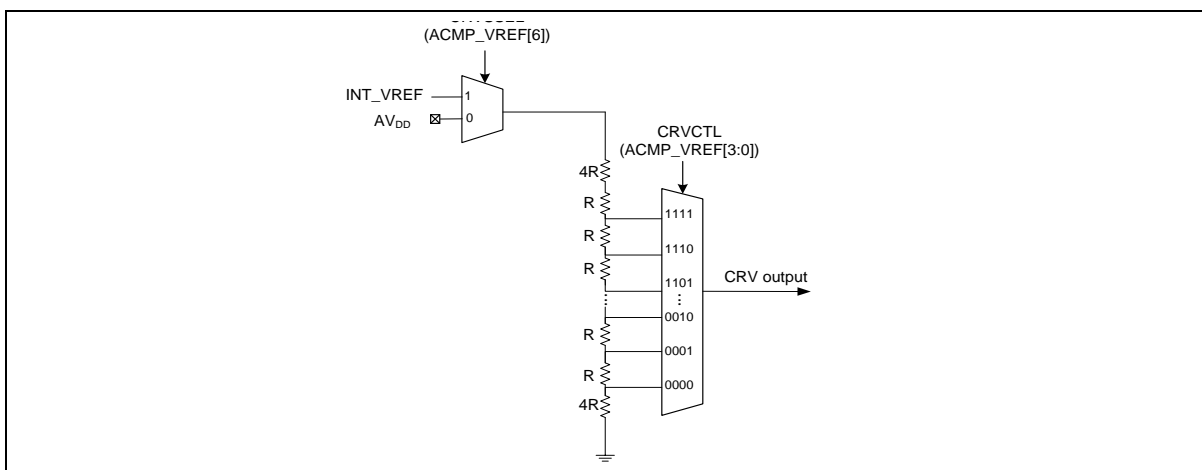 (ACMP_VREF[6])
INT_VREF
1
AVDD
0
CRVCTL
(ACMP_VREF[3:0])
4R
R
1111
R
1110
R
1101
CRV output
0010
R
0001
R
0000
4R